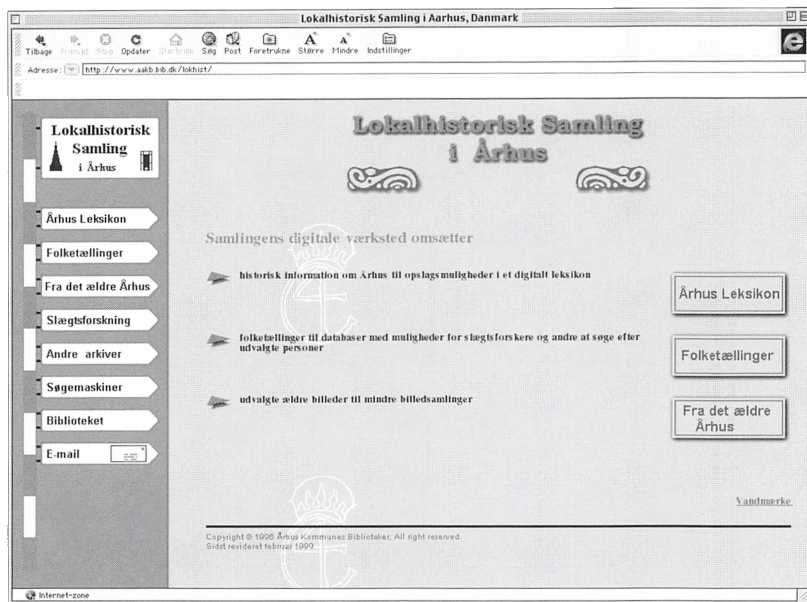 Lokalhistorisk Samling i Aarhus, Danmark
Tilbage Fremad Stop Opdater Startside Søg Post Foretrukne Større Mindre Indstillinger
Adresse: http://www.aakb.bib.dk/lokhist/
Lokalhistorisk
Samling
i Århus
Århus Leksikon
Folketællinger
Fra det ældre Århus
Slægtsforskning
Andre arkiver
Søgemaskiner
Biblioteket
E-mail
Lokalhistorisk Samling
i Århus
Samlingens digitale værksted omsætter
historisk information om Århus til opslagsmuligheder i et digitalt leksikon
Århus Leksikon
folketællinger til databaser med muligheder for slægtsforskere og andre at søge efter
udvalgte personer
Folketællinger
udvalgte ældre billeder til mindre billedsamlinger
Fra det ældre
Århus
Vandmærke
Copyright © 1996 Århus Kommunes Biblioteker, All right reserved.
Sidst revideret februar 1999.
Internet-zone